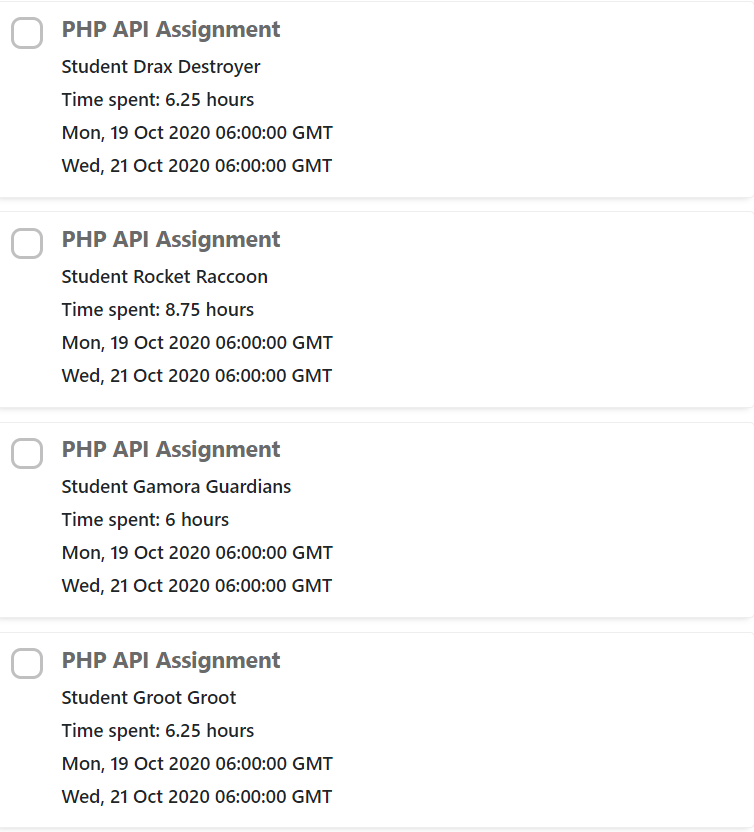 PHP API Assignment
Student Drax Destroyer
Time spent: 6.25 hours
Mon, 19 Oct 2020 06:00:00 GMT
Wed, 21 Oct 2020 06:00:00 GMT
PHP API Assignment
Student Rocket Raccoon
Time spent: 8.75 hours
Mon, 19 Oct 2020 06:00:00 GMT
Wed, 21 Oct 2020 06:00:00 GMT
PHP API Assignment
Student Gamora Guardians
Time spent: 6 hours
Mon, 19 Oct 2020 06:00:00 GMT
Wed, 21 Oct 2020 06:00:00 GMT
PHP API Assignment
Student Groot Groot
Time spent: 6.25 hours
Mon, 19 Oct 2020 06:00:00 GMT
Wed, 21 Oct 2020 06:00:00 GMT